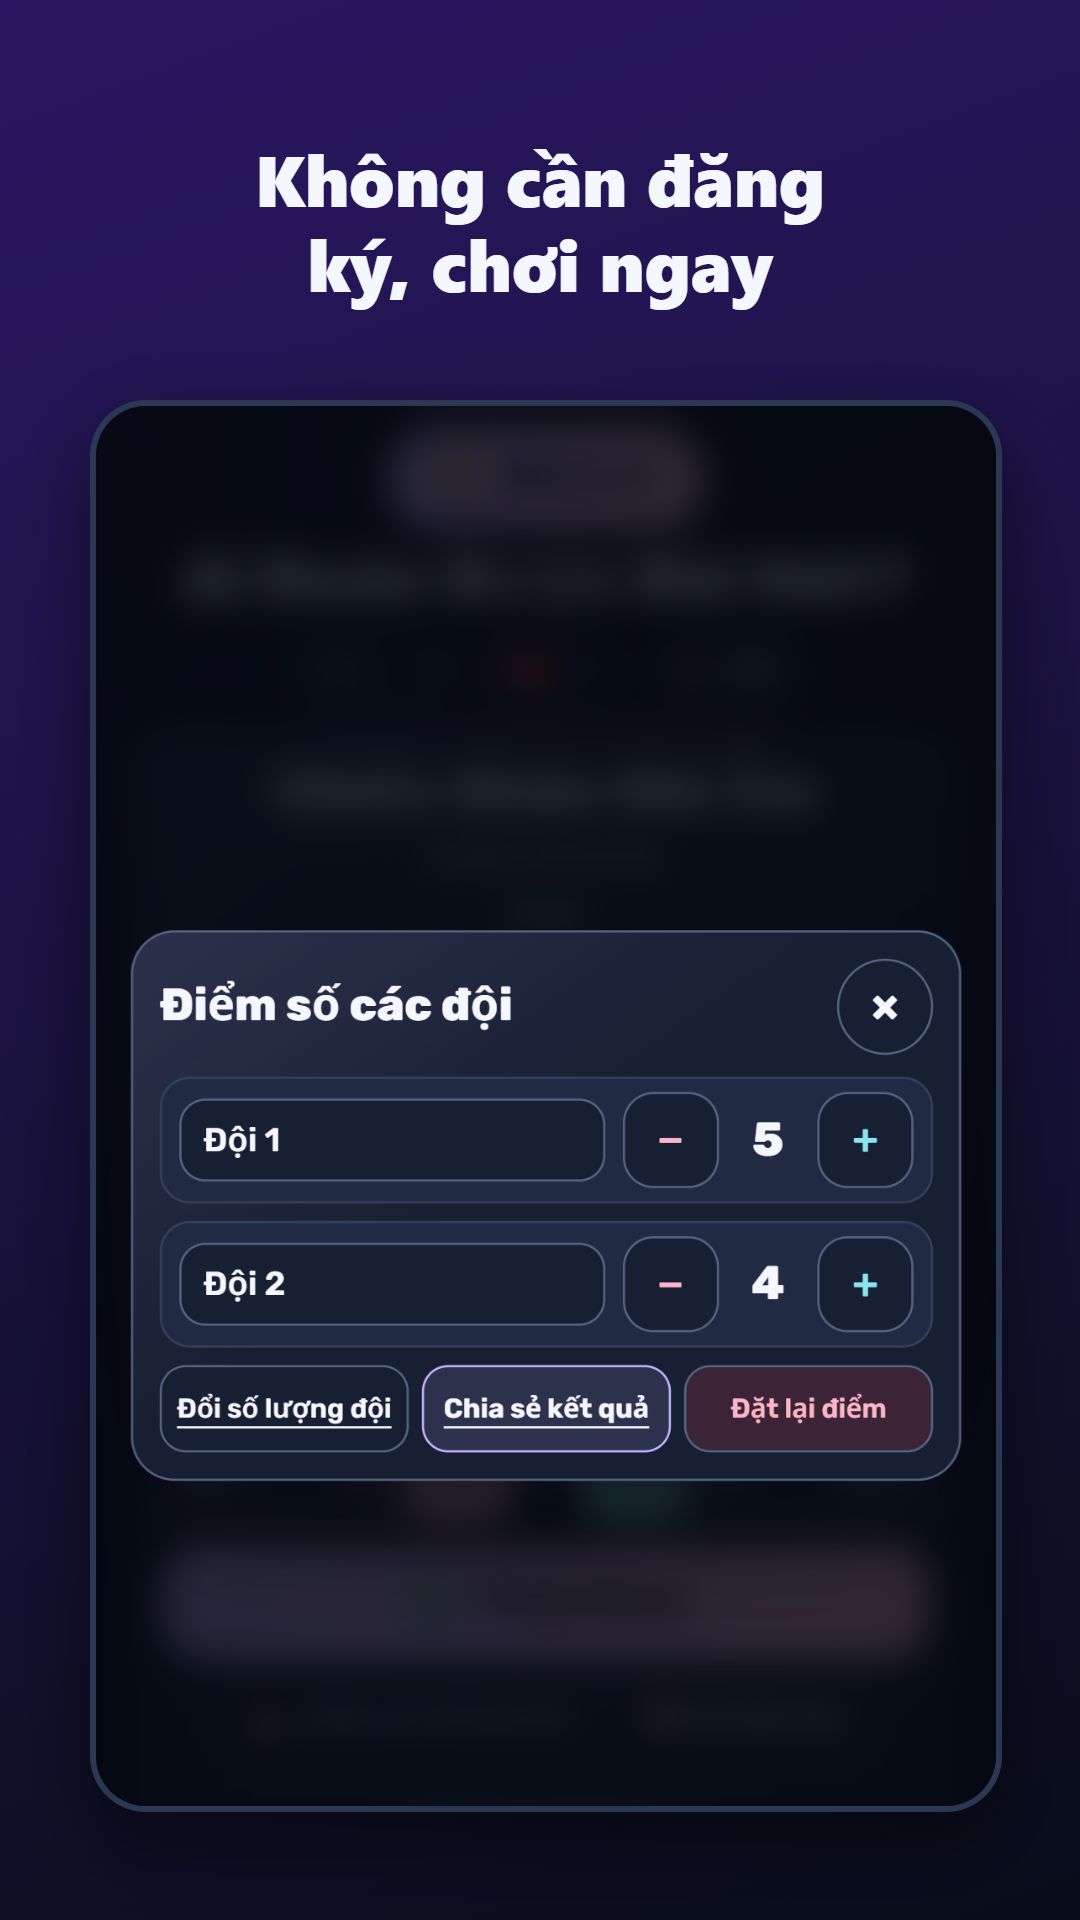 Không cần đăng
ký, chơi ngay
Điểm số các đội
×
Đội 1
−
5
+
Đội 2
−
4
+
Đổi số lượng đội
Chia sẻ kết quả
Đặt lại điểm